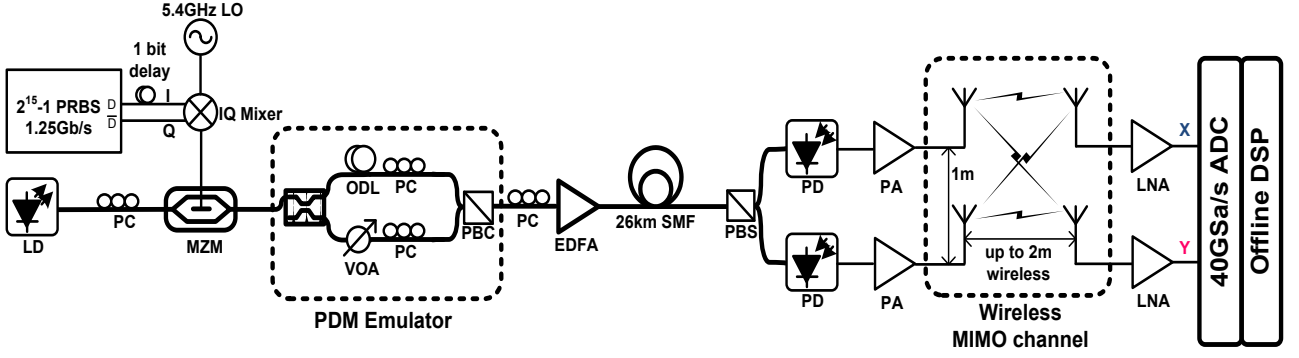 5.4GHz LO
1 bit
delay
2^15-1 PRBS
1.25Gb/s
D
D̅
I
Q
IQ Mixer
LD
PC
MZM
ODL
PC
VOA
PC
PBC
PDM Emulator
PC
EDFA
26km SMF
PBS
PD
PA
PD
PA
1m
up to 2m
wireless
Wireless
MIMO channel
LNA
X
LNA
Y
40GSa/s ADC
Offline DSP